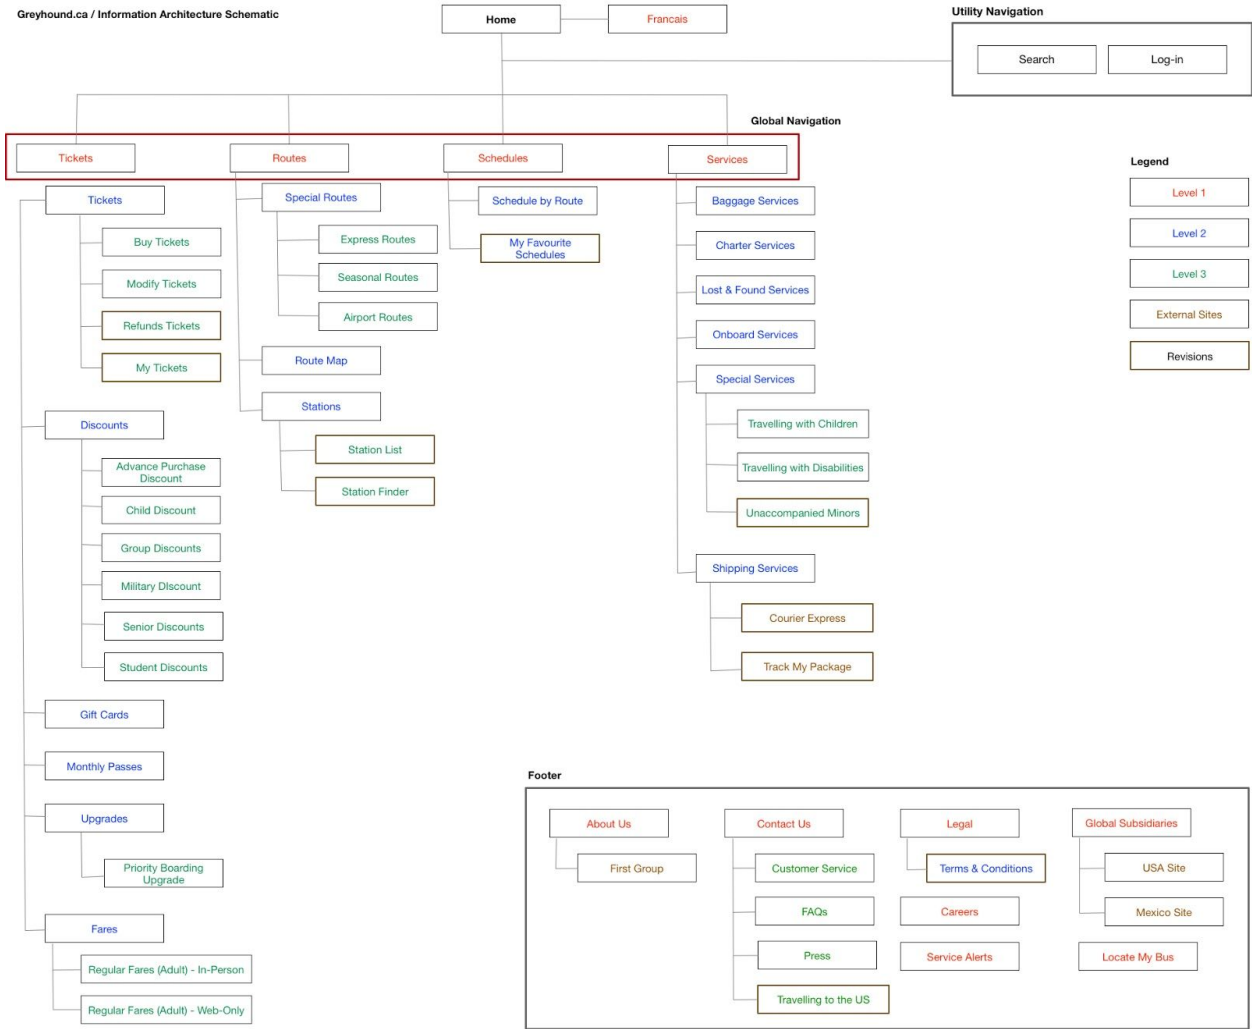 Greyhound.ca / Information Architecture Schematic
Home
Francais
Utility Navigation
Search
Log-in
Global Navigation
Tickets
Routes
Schedules
Services
Tickets
Buy Tickets
Modify Tickets
Refunds Tickets
My Tickets
Discounts
Advance Purchase
Discount
Child Discount
Group Discounts
Military DIscount
Senior Discounts
Student Discounts
Gift Cards
Monthly Passes
Upgrades
Priority Boarding
Upgrade
Fares
Regular Fares (Adult) - In-Person
Regular Fares (Adult) - Web-Only
Special Routes
Express Routes
Seasonal Routes
Airport Routes
Route Map
Stations
Station List
Station Finder
Schedule by Route
My Favourite
Schedules
Baggage Services
Charter Services
Lost & Found Services
Onboard Services
Special Services
Travelling with Children
Travelling with Disabilities
Unaccompanied Minors
Shipping Services
Courier Express
Track My Package
Legend
Level 1
Level 2
Level 3
External Sites
Revisions
Footer
About Us
First Group
Contact Us
Customer Service
FAQs
Press
Travelling to the US
Legal
Terms & Conditions
Careers
Service Alerts
Global Subsidiaries
USA Site
Mexico Site
Locate My Bus